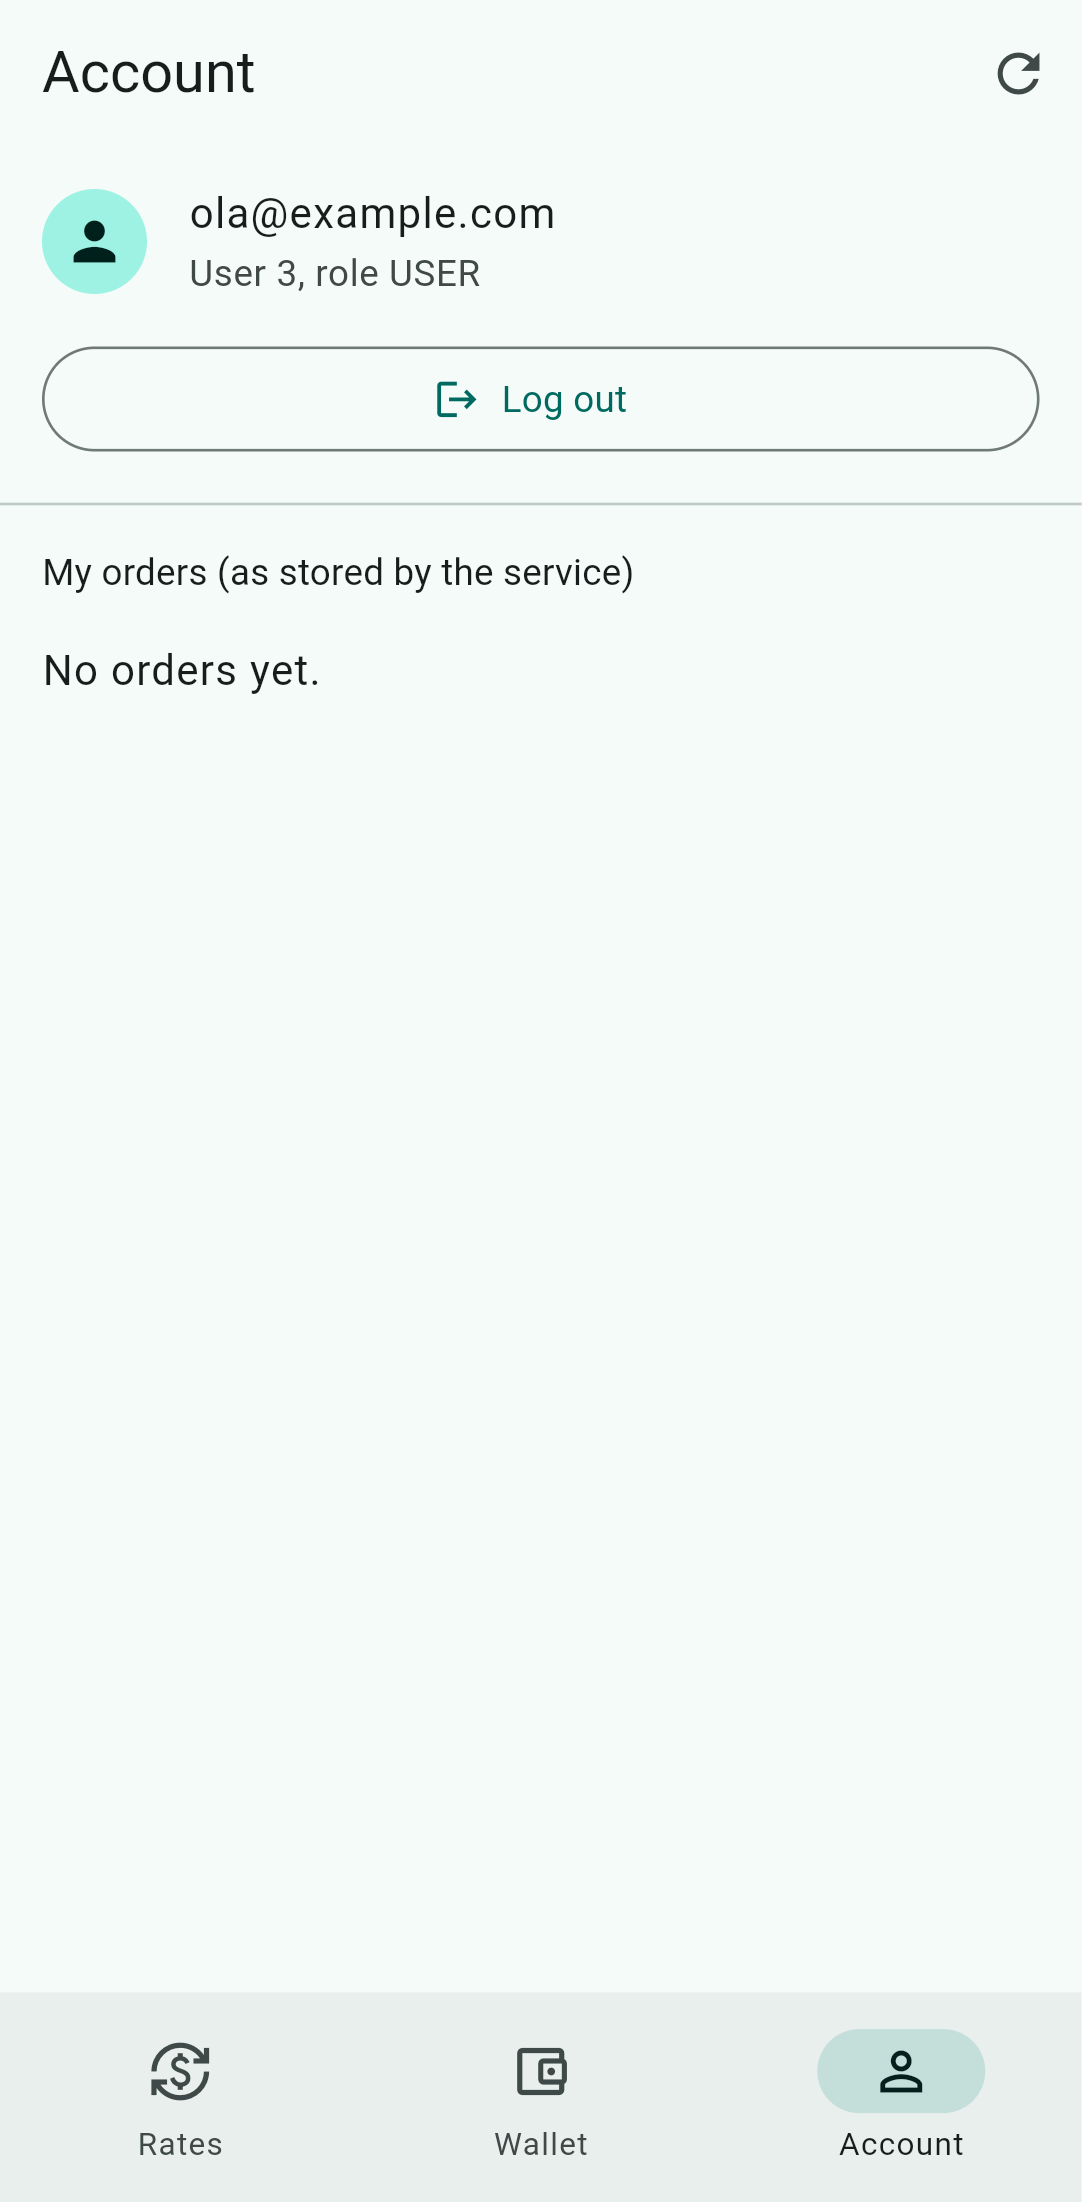 Account
ola@example.com
User 3, role USER
Log out
My orders (as stored by the service)
No orders yet.
Rates
Wallet
Account